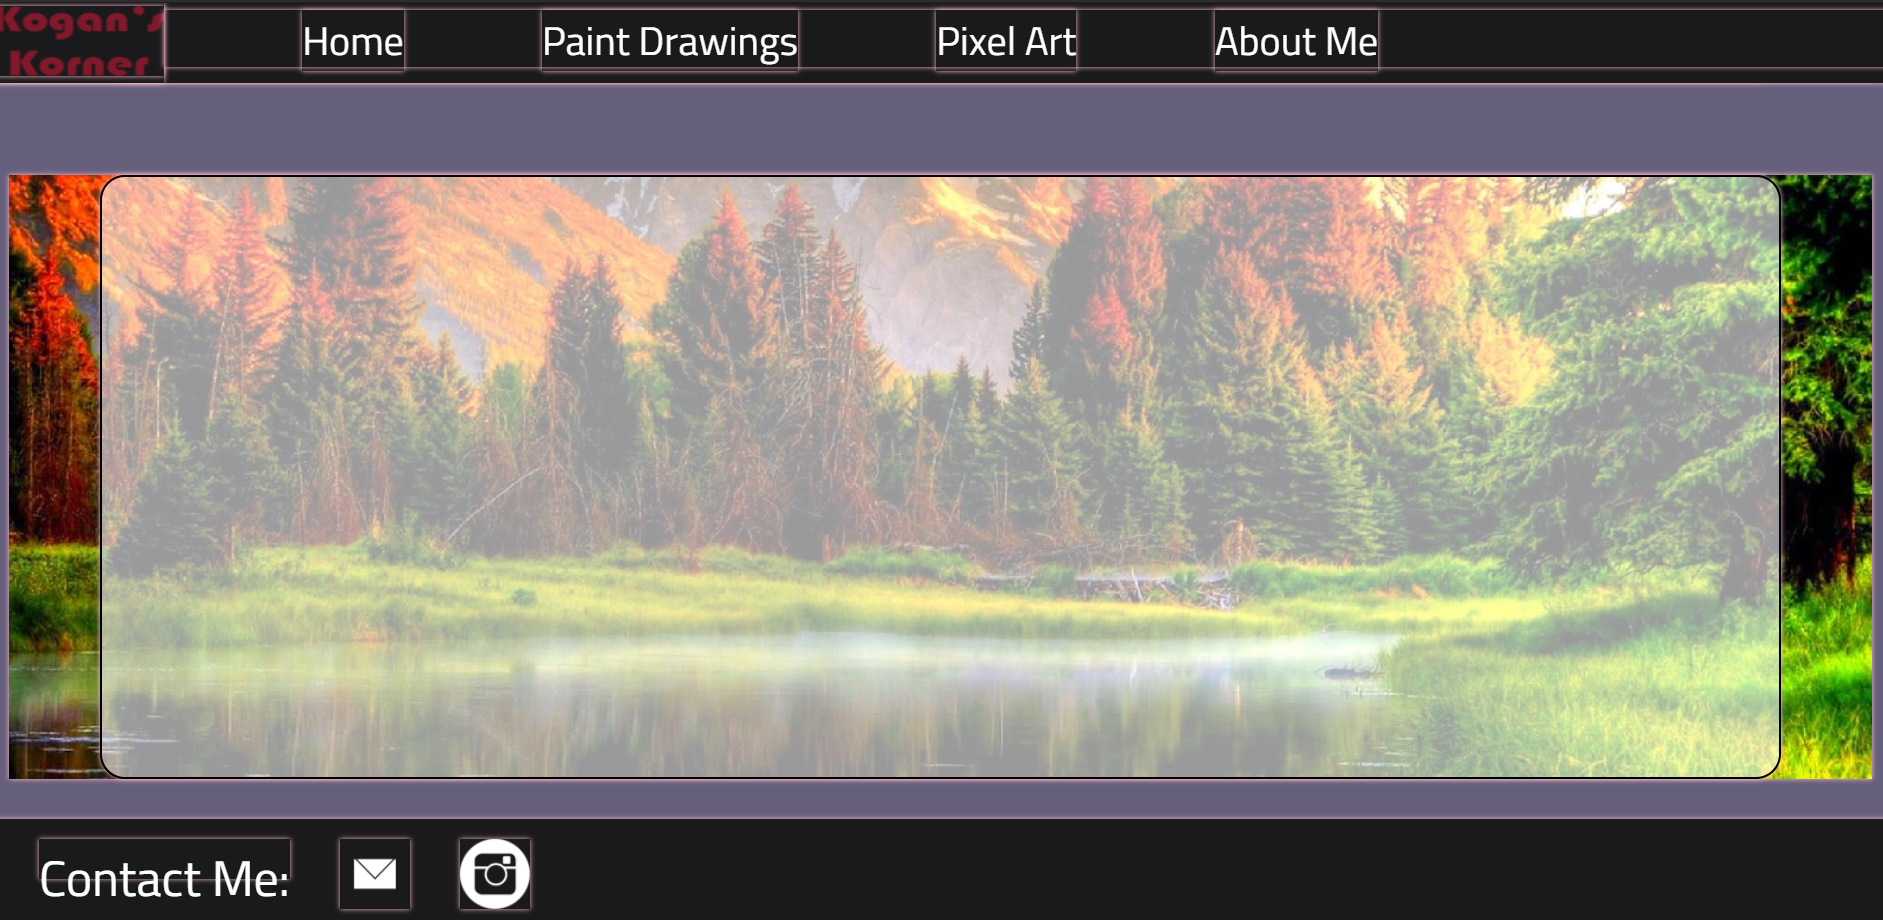 Kogan's
Korner
Home
Paint Drawings
Pixel Art
About Me
Contact Me: